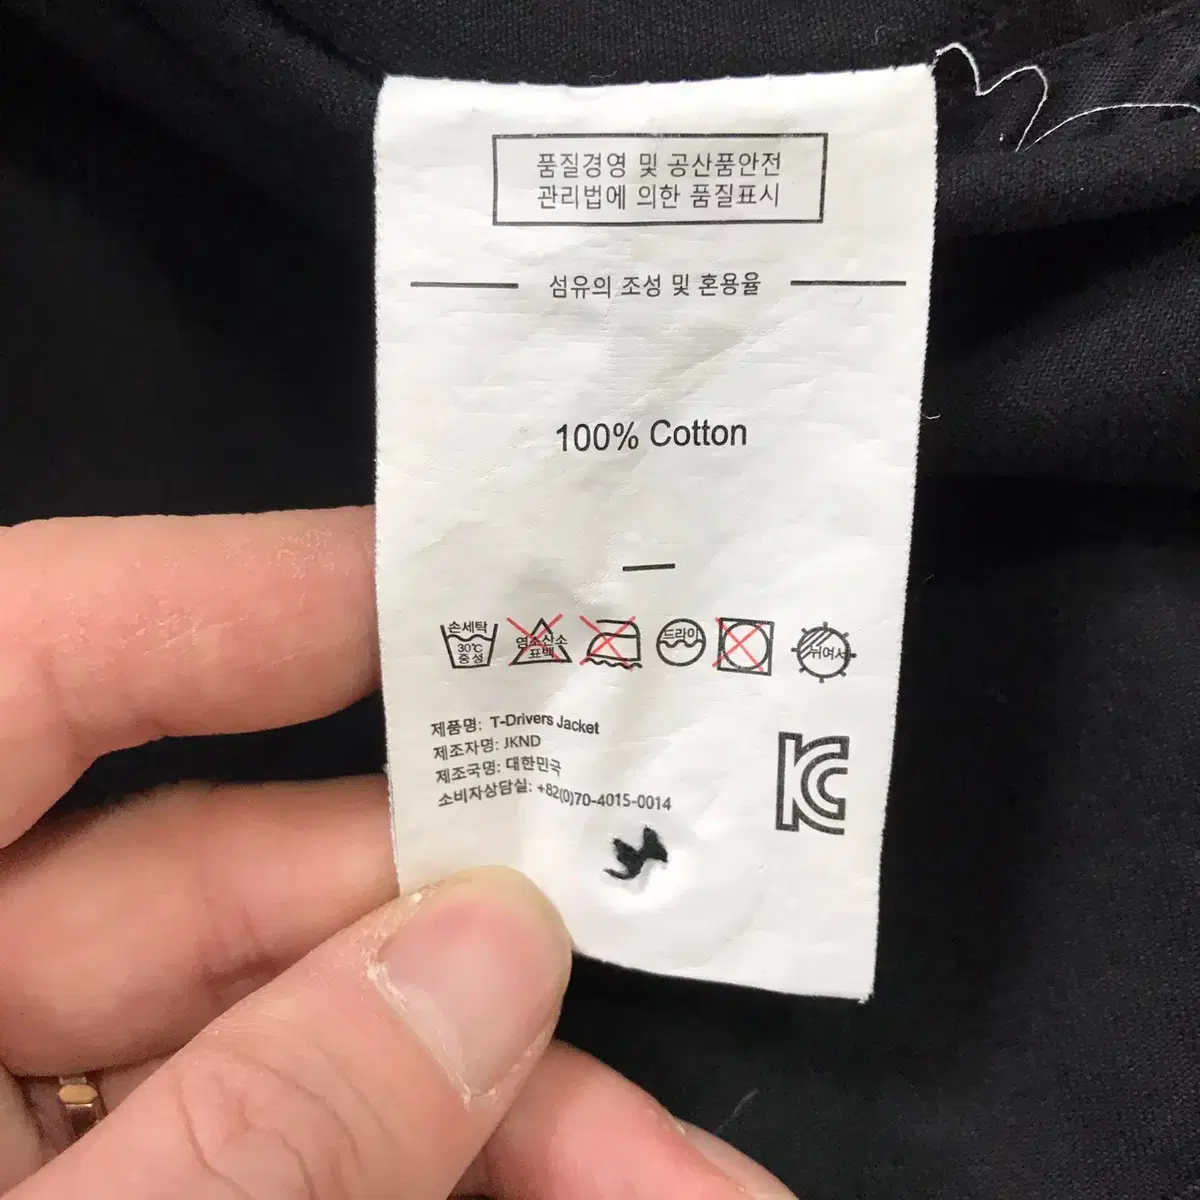 품질경영 및 공산품안전
관리법에 의한 품질표시
섬유의 조성 및 혼용율
100% Cotton
손세탁
30℃
중성
염소산소
표백
드라이
뉘여서
제품명: T-Drivers Jacket
제조자명: JKND
제조국명: 대한민국
소비자상담실: +82(0)70-4015-0014
KC